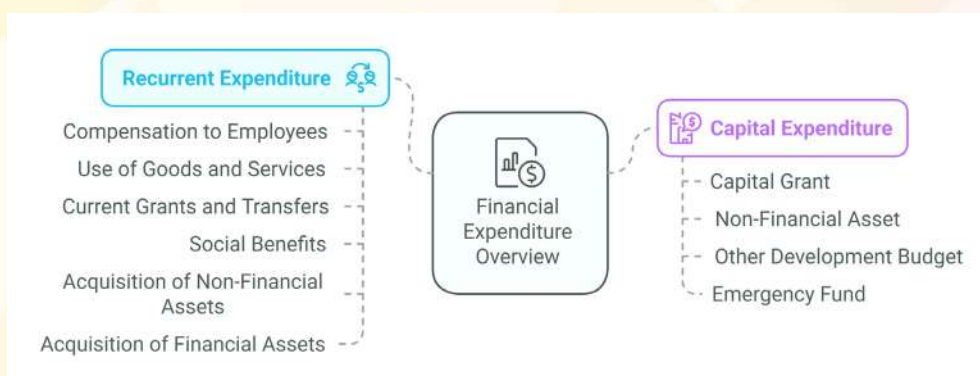 Recurrent Expenditure
Compensation to Employees
Use of Goods and Services
Current Grants and Transfers
Social Benefits
Acquisition of Non-Financial
Assets
Acquisition of Financial Assets
Financial
Expenditure
Overview
Capital Expenditure
Capital Grant
Non-Financial Asset
Other Development Budget
Emergency Fund